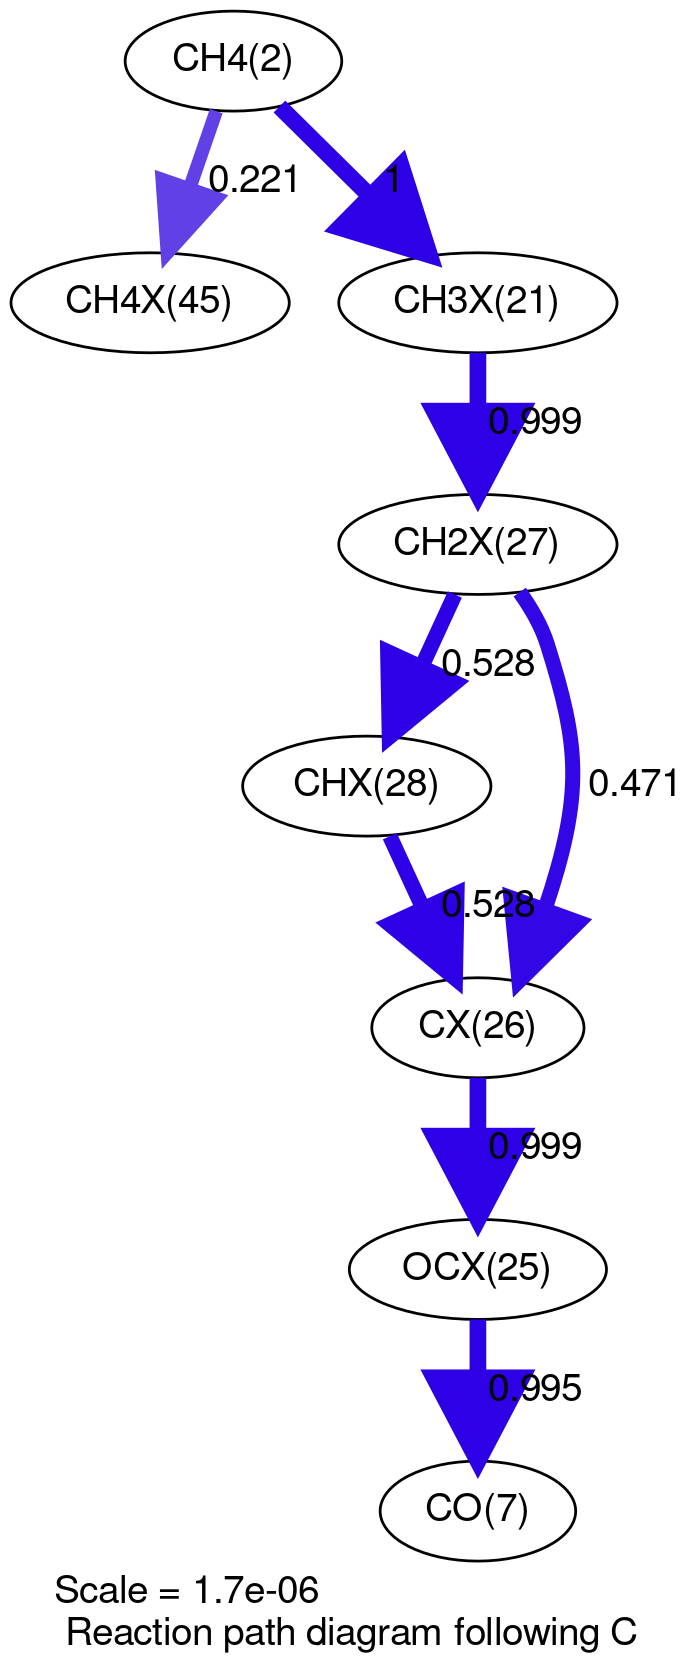 CH4(2)
0.221
1
CH4X(45)
CH3X(21)
0.999
CH2X(27)
0.528
CHX(28)
0.471
0.528
CX(26)
0.999
OCX(25)
0.995
CO(7)
Scale = 1.7e-06
Reaction path diagram following C